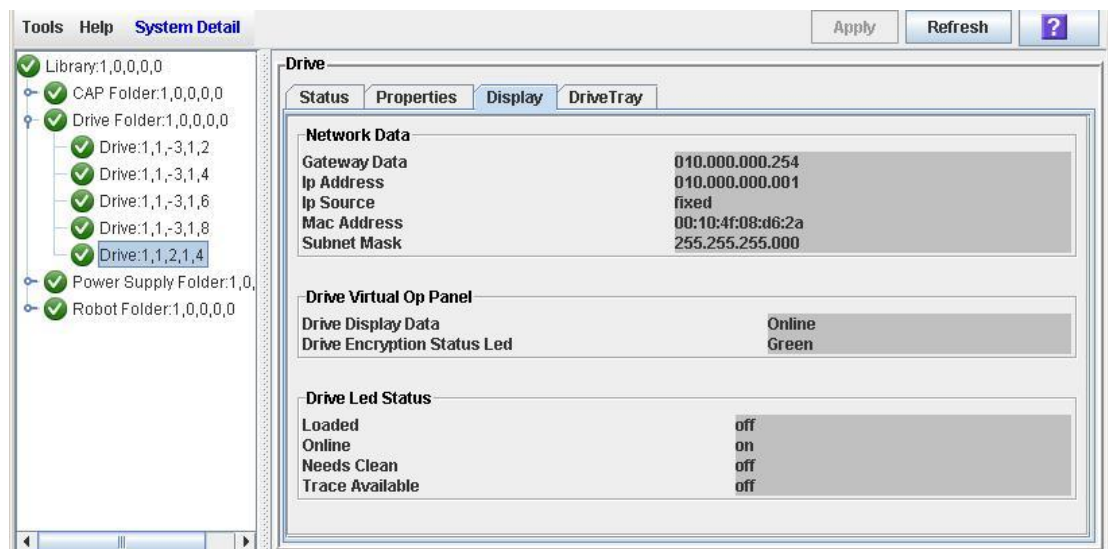 Tools Help System Detail Apply Refresh ?
Library:1,0,0,0,0
CAP Folder:1,0,0,0,0
Drive Folder:1,0,0,0,0
Drive:1,1,-3,1,2
Drive:1,1,-3,1,4
Drive:1,1,-3,1,6
Drive:1,1,-3,1,8
Drive:1,1,2,1,4
Power Supply Folder:1,0,
Robot Folder:1,0,0,0,0
Drive
Status Properties Display DriveTray
Network Data
Gateway Data 010.000.000.254
Ip Address 010.000.000.001
Ip Source fixed
Mac Address 00:10:4f:08:d6:2a
Subnet Mask 255.255.255.000
Drive Virtual Op Panel
Drive Display Data Online
Drive Encryption Status Led Green
Drive Led Status
Loaded off
Online on
Needs Clean off
Trace Available off